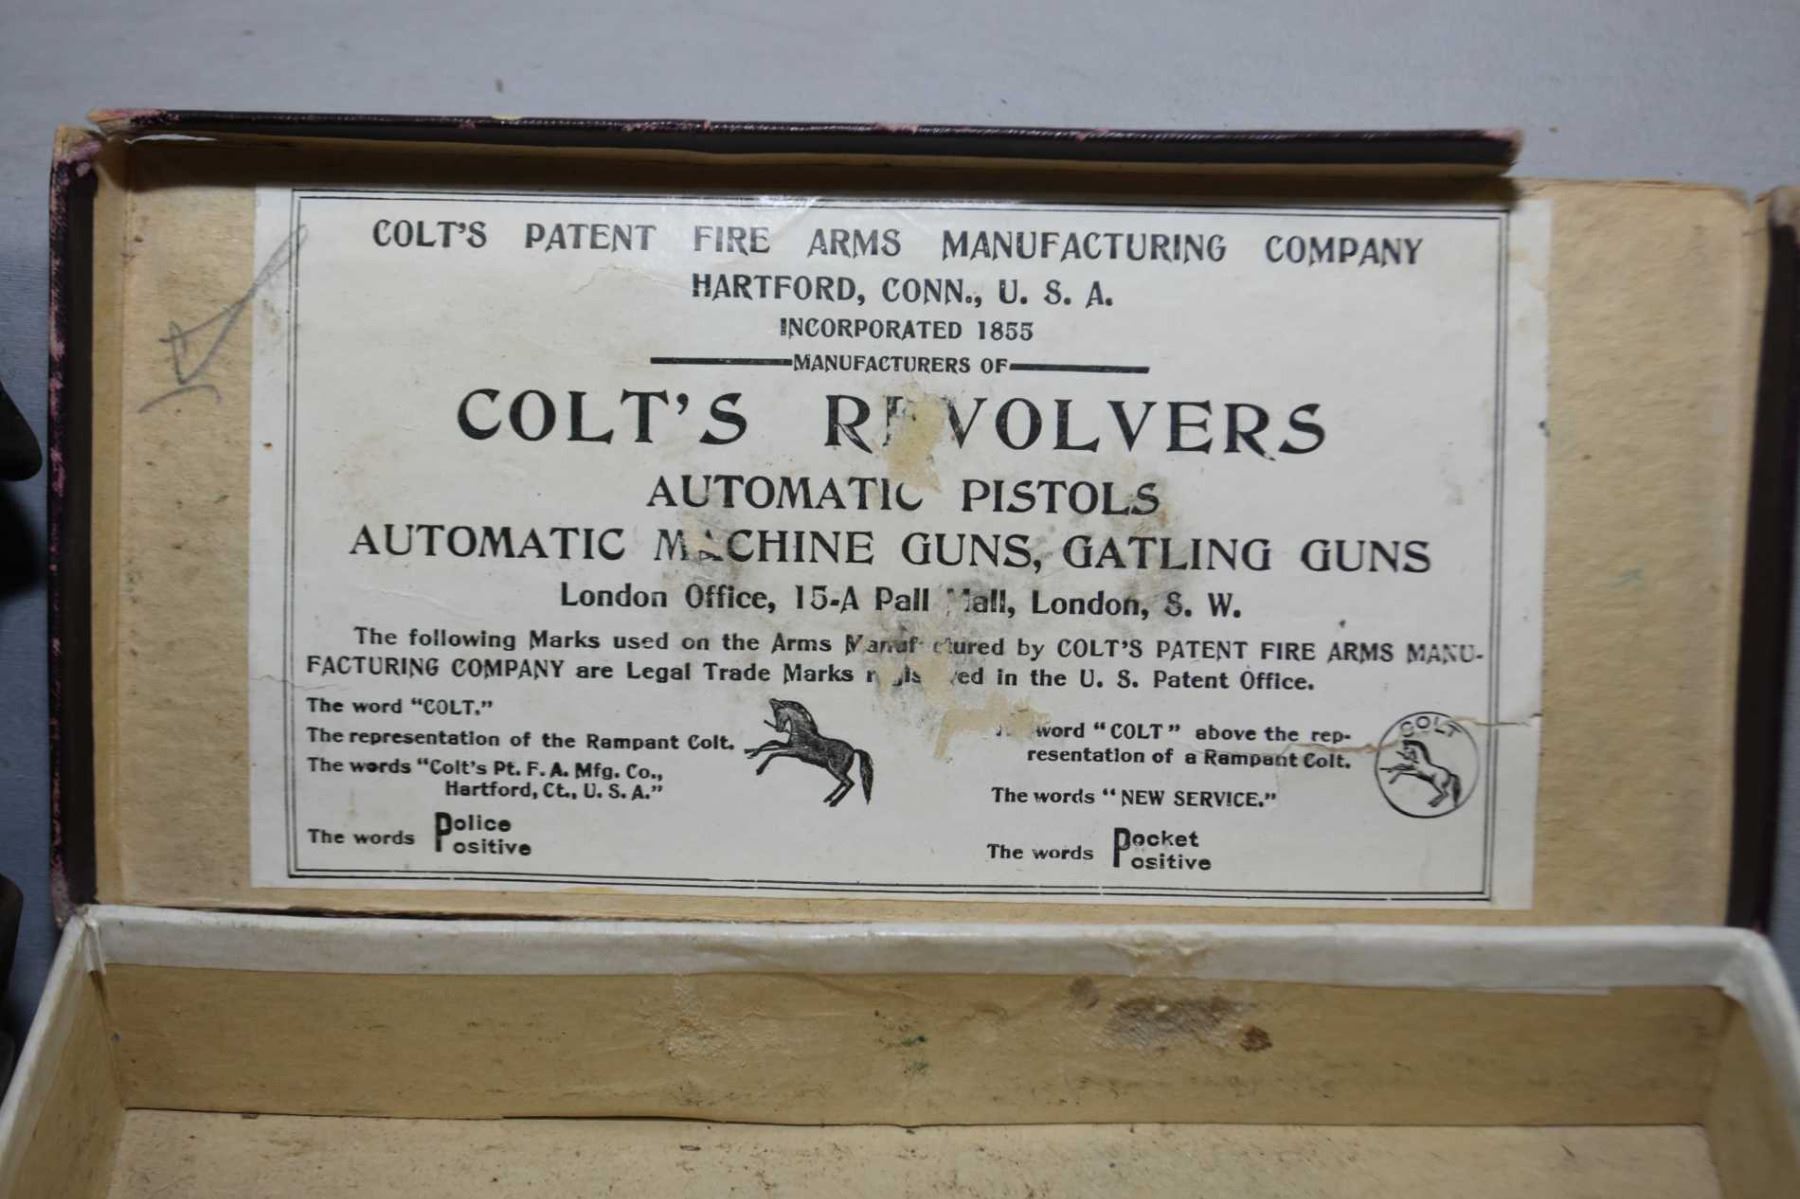 COLT'S PATENT FIRE ARMS MANUFACTURING COMPANY
HARTFORD, CONN., U. S. A.
INCORPORATED 1855
MANUFACTURERS OF
COLT'S REVOLVERS
AUTOMATIC PISTOLS
AUTOMATIC MACHINE GUNS, GATLING GUNS
London Office, 15-A Pall Mall, London, S. W.
The following Marks used on the Arms Manufactured by COLT'S PATENT FIRE ARMS MANU-
FACTURING COMPANY are Legal Trade Marks registered in the U. S. Patent Office.
The word "COLT."
The representation of the Rampant Colt.
The words "Colt's Pt. F. A. Mfg. Co.,
Hartford, Ct., U. S. A."
The words Police Positive
word "COLT" above the rep-
resentation of a Rampant Colt.
COLT
The words "NEW SERVICE."
The words Pocket Positive